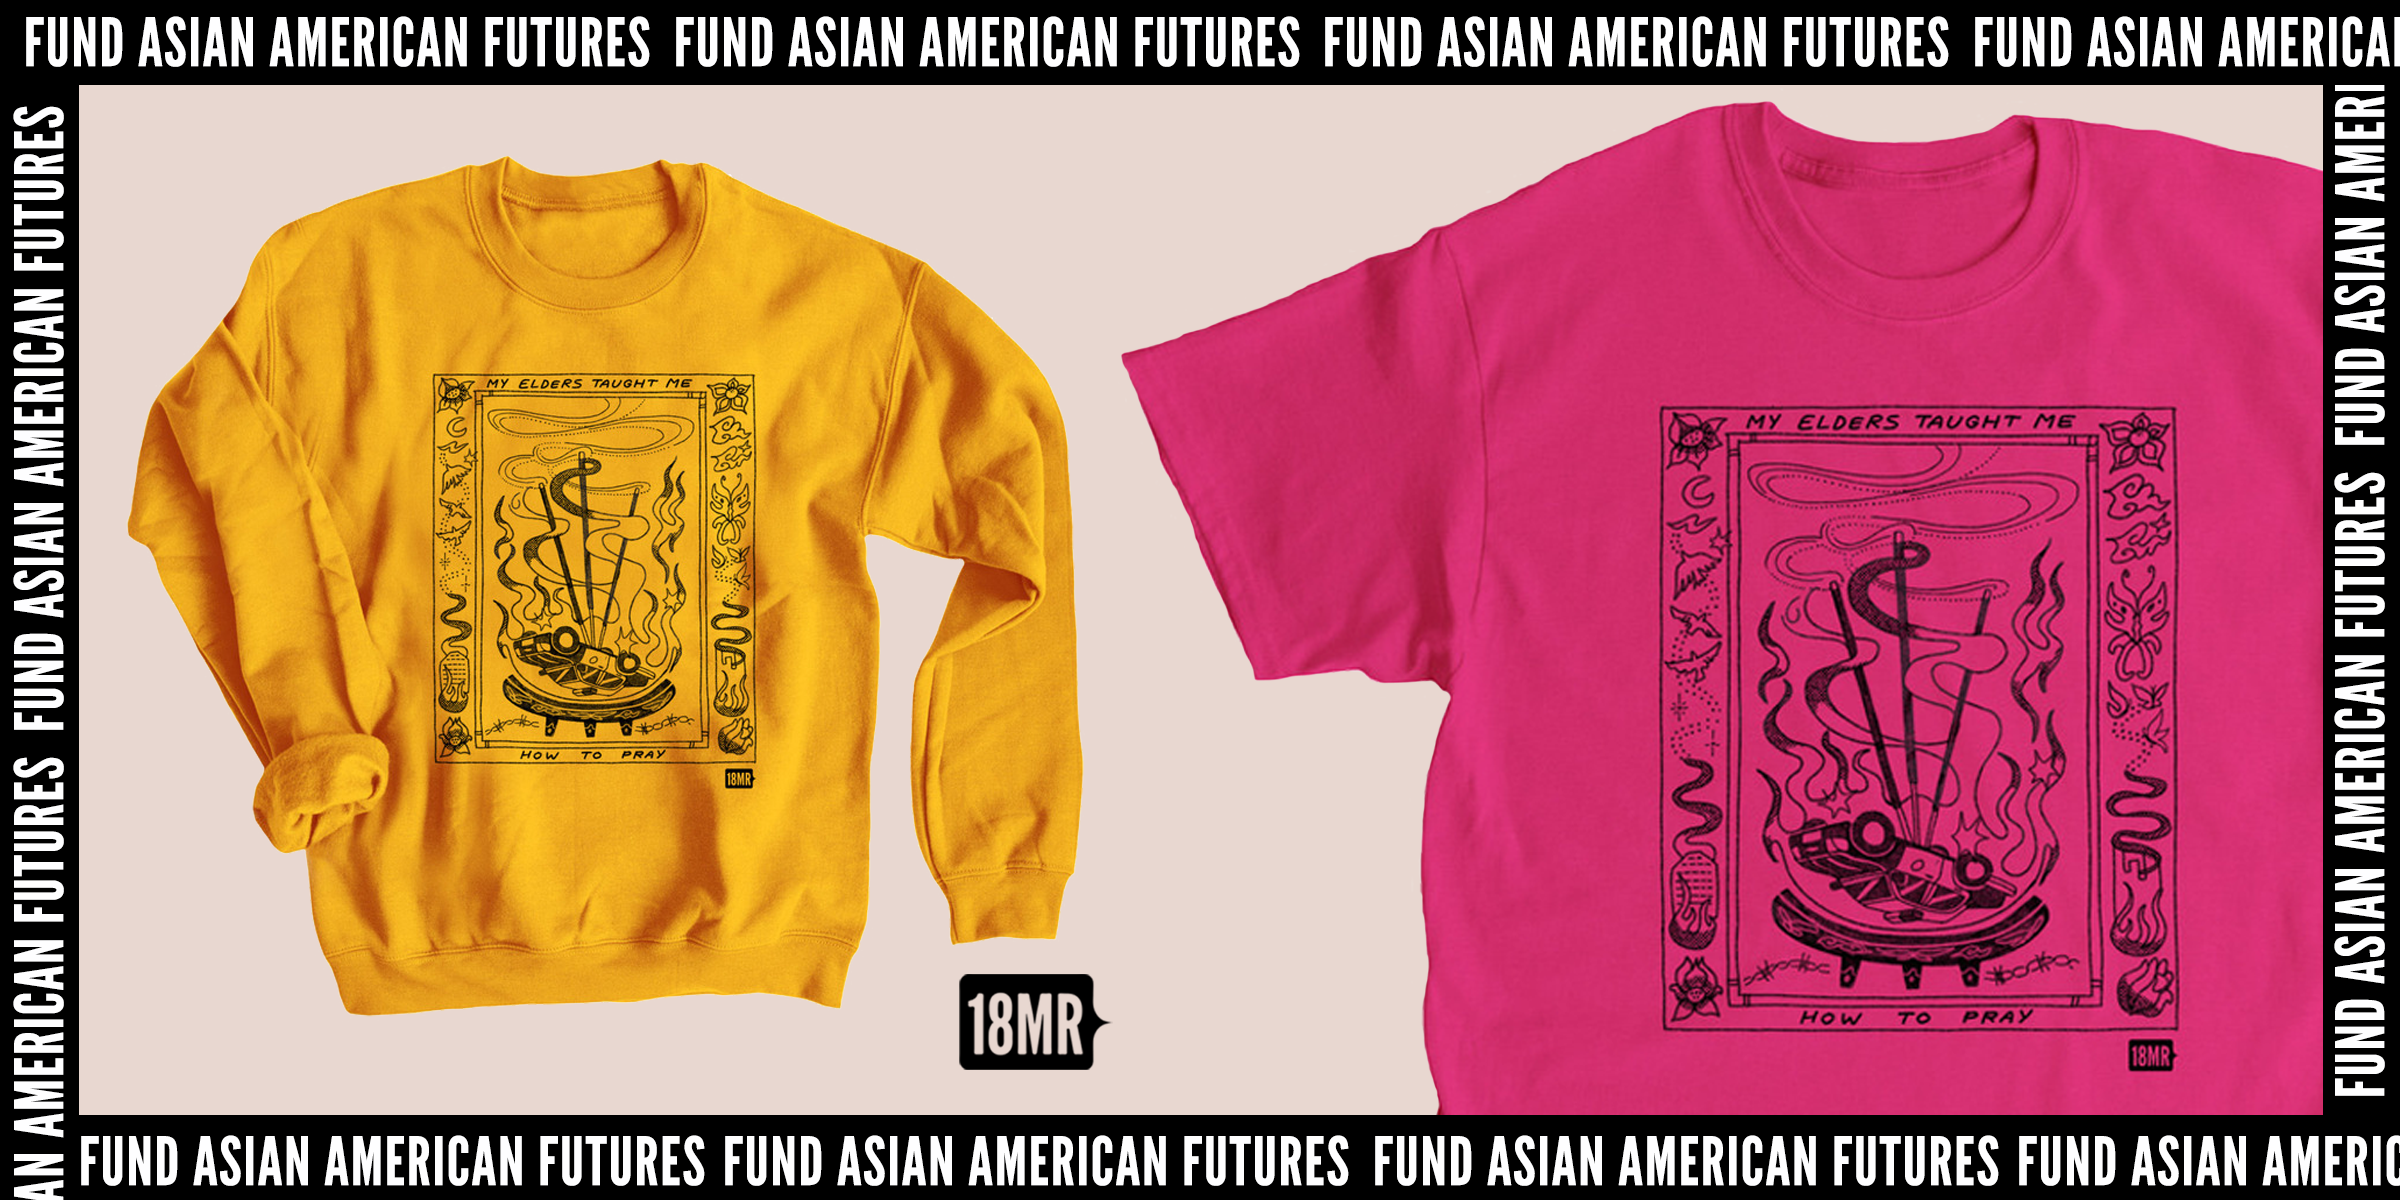 FUND ASIAN AMERICAN FUTURES FUND ASIAN AMERICAN FUTURES FUND ASIAN AMERICAN FUTURES FUND ASIAN AMERICA
FUND ASIAN AMERICAN FUTURES
FUND ASIAN AMERICAN FUTURES
AN AMERICAN FUTURES
MY ELDERS TAUGHT ME
HOW TO PRAY
18MR
18MR
MY ELDERS TAUGHT ME
HOW TO PRAY
18MR
FUND ASIAN AMERI
FUND ASIAN AMERICAN FUTURES
FUND ASIAN AMERICAN FUTURES FUND ASIAN AMERICAN FUTURES FUND ASIAN AMERICAN FUTURES FUND ASIAN AMERIC